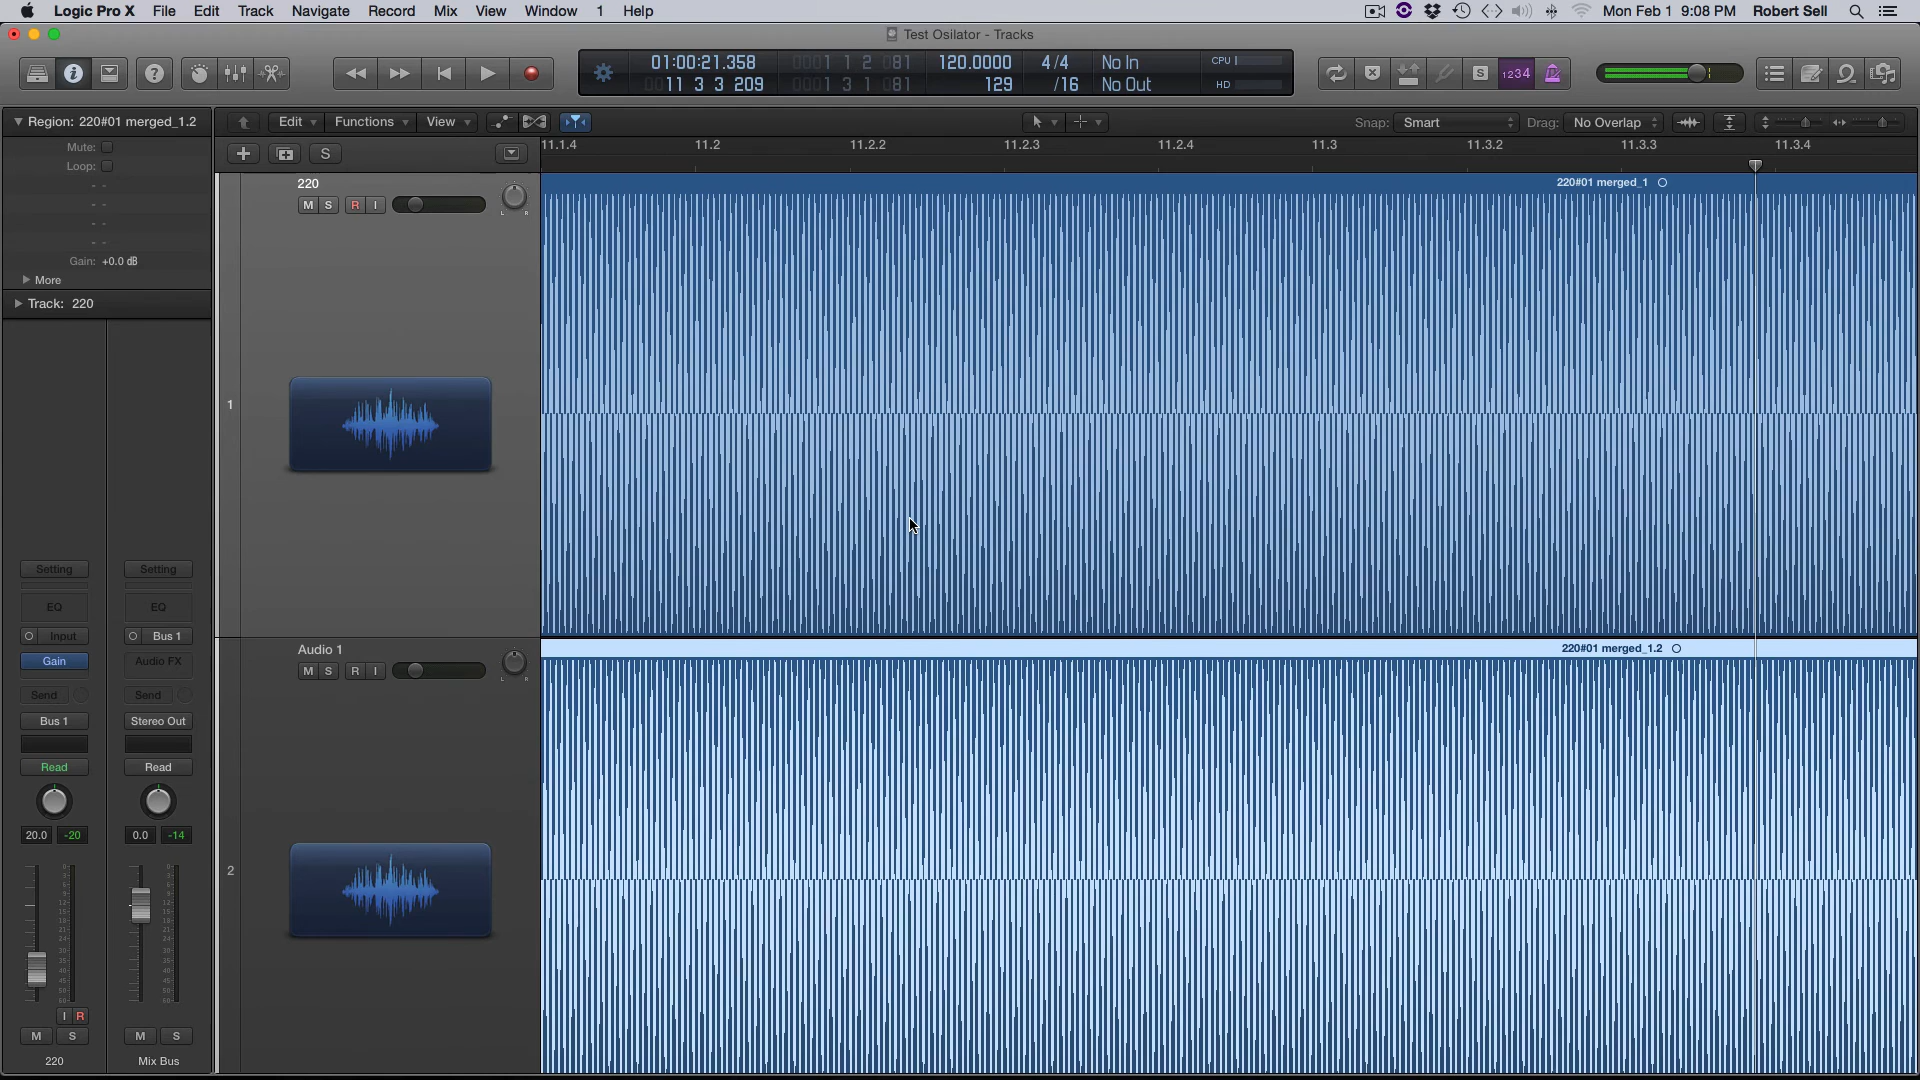 Logic Pro X File Edit Track Navigate Record Mix View Window 1 Help Mon Feb 1 9:08 PM Robert Sell
Test Osilator - Tracks
01:00:21.358 0001 1 2 081 120.0000 4/4 No In CPU
0011 3 3 209 0001 3 1 081 129 /16 No Out HD
S 1234
Region: 220#01 merged_1.2 Edit Functions View Snap: Smart Drag: No Overlap
Mute:
Loop:
Gain: +0.0 dB
More
Track: 220
S
11.1.4 11.2 11.2.2 11.2.3 11.2.4 11.3 11.3.2 11.3.3 11.3.4
220 220#01 merged_1
M S R I
L R
1
Audio 1 220#01 merged_1.2
M S R I
L R
2
Setting Setting
EQ EQ
Input Bus 1
Gain Audio FX
Send Send
Bus 1 Stereo Out
Read Read
20.0 -20 0.0 -14
I R
M S M S
220 Mix Bus